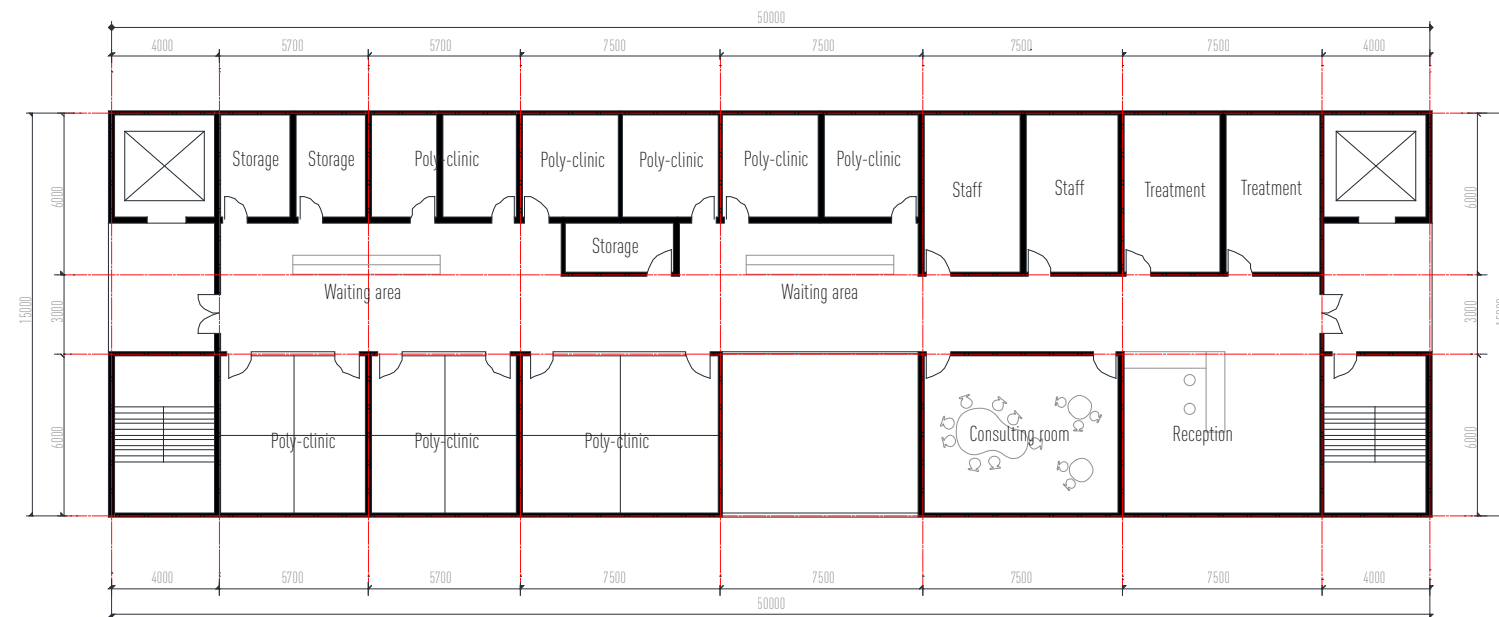 50000
4000 5700 5700 7500 7500 7500 7500 4000
Storage Storage Poly-clinic Poly-clinic Poly-clinic Poly-clinic Poly-clinic
Staff Staff Treatment Treatment
6000 6000
Storage
Waiting area Waiting area
15000 3000 3000
Poly-clinic Poly-clinic Poly-clinic Consulting room Reception
6000 6000
4000 5700 5700 7500 7500 7500 7500 4000
50000